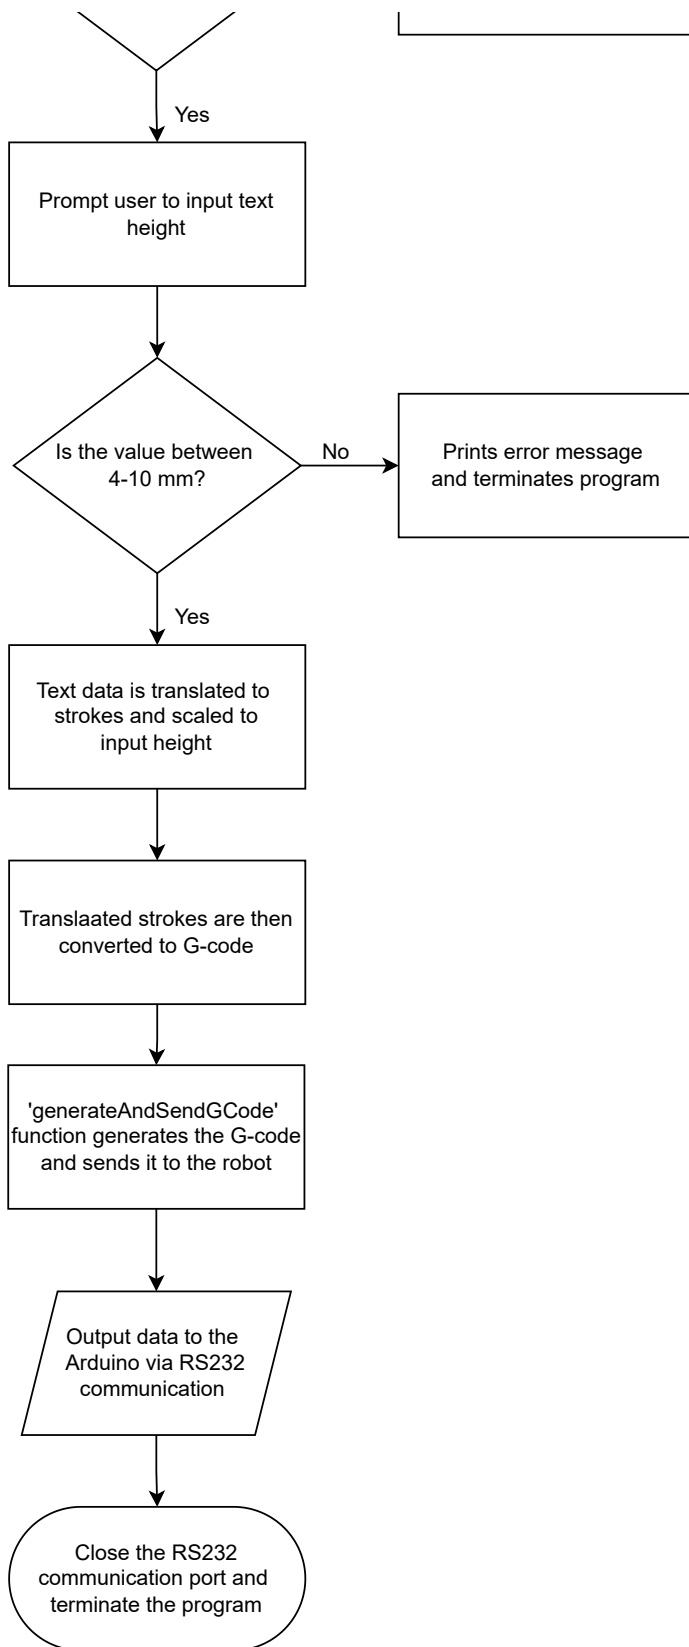 Yes
Prompt user to input text
height
Is the value between
4-10 mm?
No
Prints error message
and terminates program
Yes
Text data is translated to
strokes and scaled to
input height
Translaated strokes are then
converted to G-code
'generateAndSendGCode'
function generates the G-code
and sends it to the robot
Output data to the
Arduino via RS232
communication
Close the RS232
communication port and
terminate the program